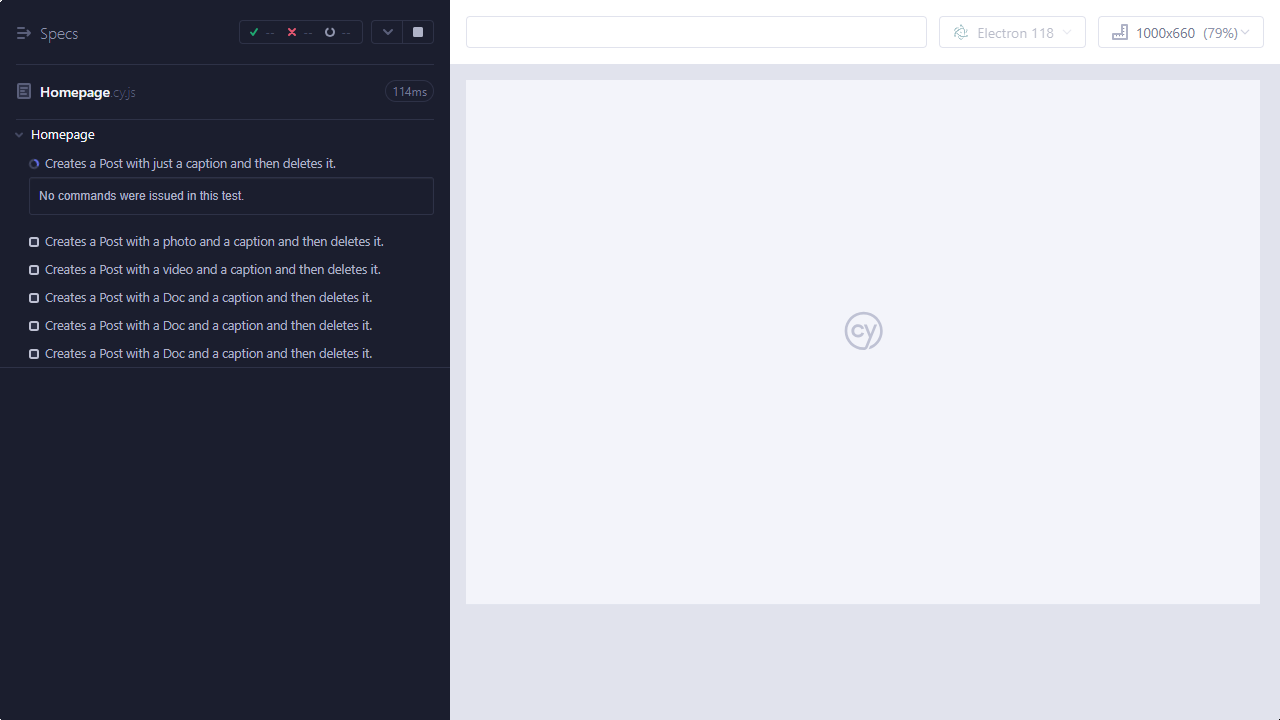 Specs
-- -- --
Electron 118
1000x660 (79%)
Homepage.cy.js
114ms
Homepage
Creates a Post with just a caption and then deletes it.
No commands were issued in this test.
Creates a Post with a photo and a caption and then deletes it.
Creates a Post with a video and a caption and then deletes it.
Creates a Post with a Doc and a caption and then deletes it.
Creates a Post with a Doc and a caption and then deletes it.
Creates a Post with a Doc and a caption and then deletes it.
cy